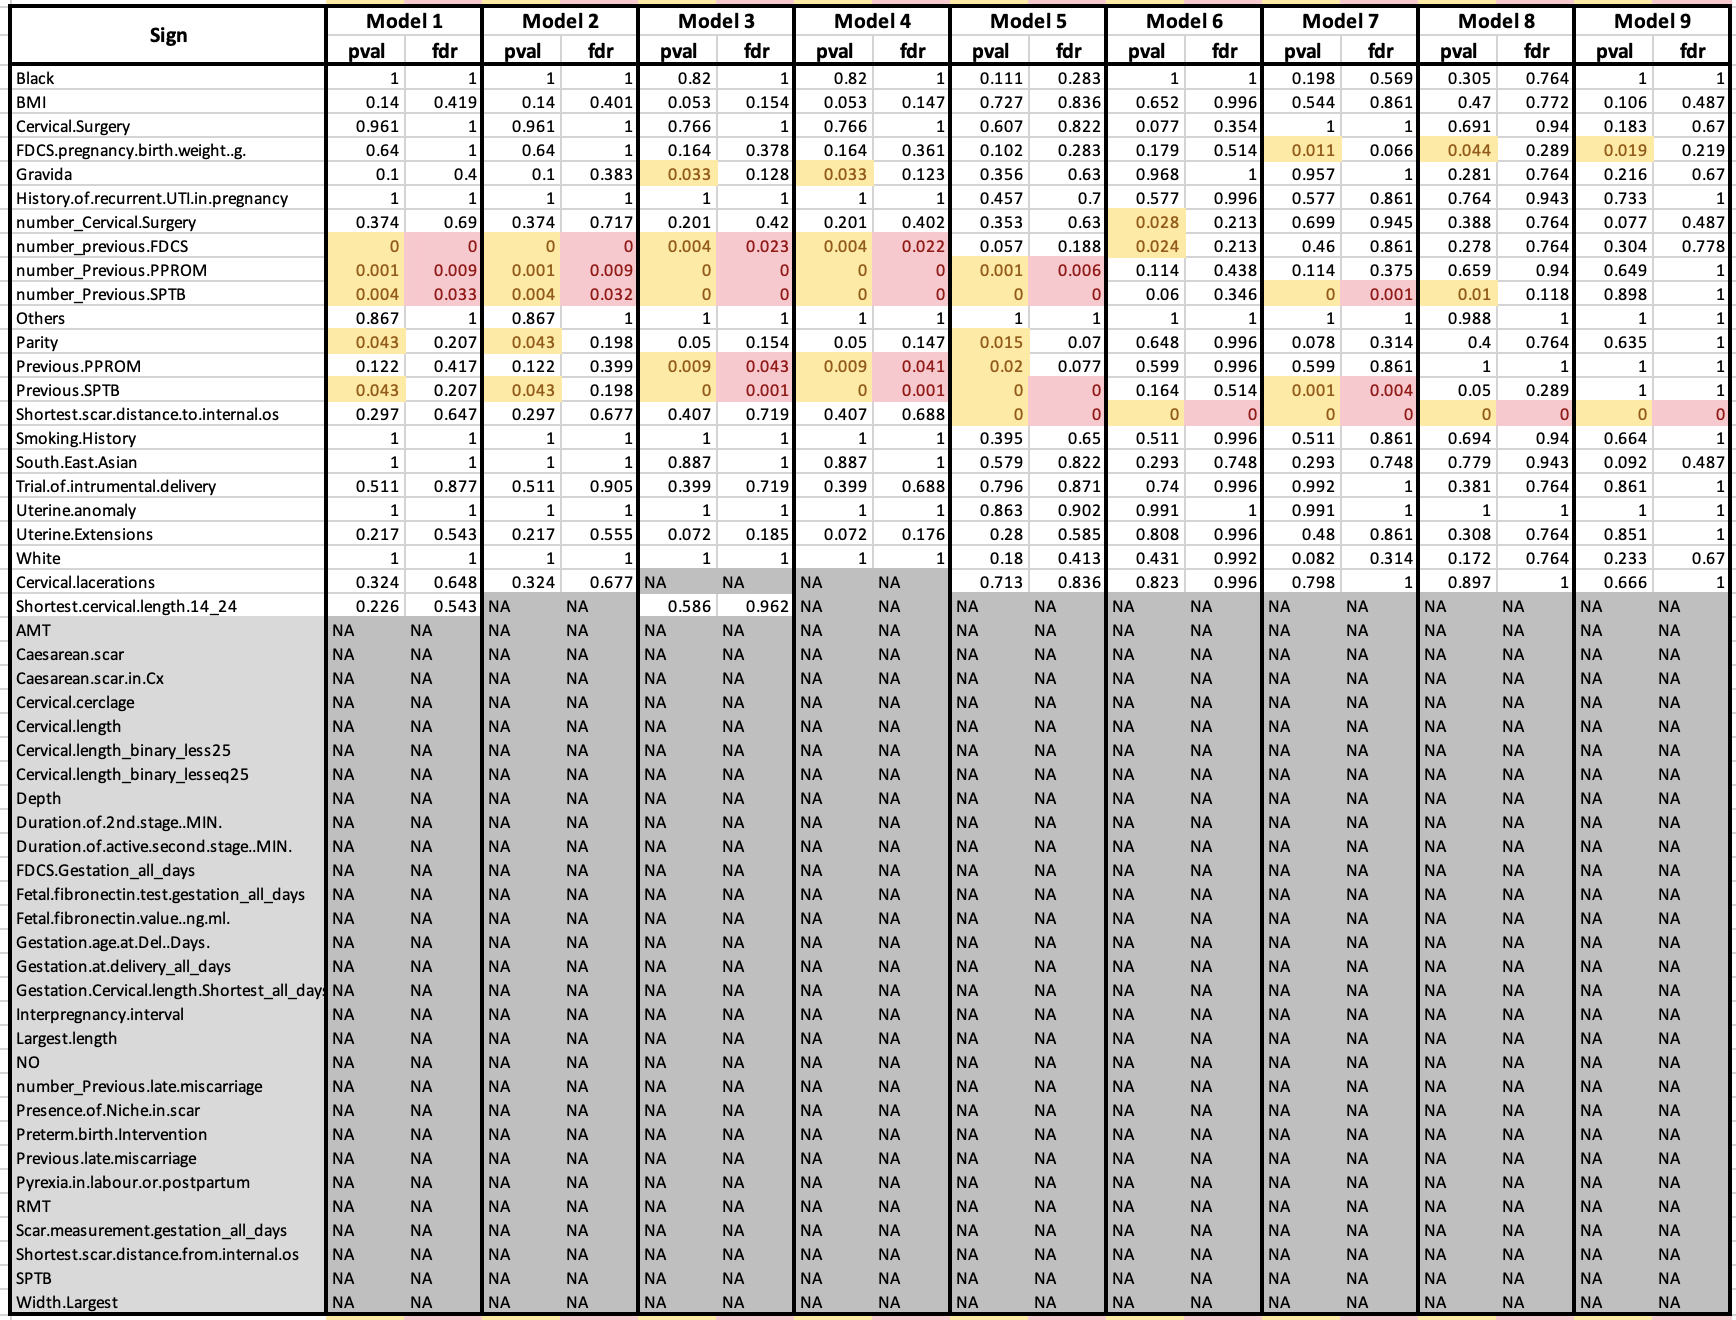 Sign Model 1 Model 2 Model 3 Model 4 Model 5 Model 6 Model 7 Model 8 Model 9
pval fdr pval fdr pval fdr pval fdr pval fdr pval fdr pval fdr pval fdr pval fdr
Black 1 1 1 1 0.82 1 0.82 1 0.111 0.283 1 1 0.198 0.569 0.305 0.764 1 1
BMI 0.14 0.419 0.14 0.401 0.053 0.154 0.053 0.147 0.727 0.836 0.652 0.996 0.544 0.861 0.47 0.772 0.106 0.487
Cervical.Surgery 0.961 1 0.961 1 0.766 1 0.766 1 0.607 0.822 0.077 0.354 1 1 0.691 0.94 0.183 0.67
FDCS.pregnancy.birth.weight..g. 0.64 1 0.64 1 0.164 0.378 0.164 0.361 0.102 0.283 0.179 0.514 0.011 0.066 0.044 0.289 0.019 0.219
Gravida 0.1 0.4 0.1 0.383 0.033 0.128 0.033 0.123 0.356 0.63 0.968 1 0.957 1 0.281 0.764 0.216 0.67
History.of.recurrent.UTI.in.pregnancy 1 1 1 1 1 1 1 1 0.457 0.7 0.577 0.996 0.577 0.861 0.764 0.943 0.733 1
number_Cervical.Surgery 0.374 0.69 0.374 0.717 0.201 0.42 0.201 0.402 0.353 0.63 0.028 0.213 0.699 0.945 0.388 0.764 0.077 0.487
number_previous.FDCS 0 0 0 0 0.004 0.023 0.004 0.022 0.057 0.188 0.024 0.213 0.46 0.861 0.278 0.764 0.304 0.778
number_Previous.PPROM 0.001 0.009 0.001 0.009 0 0 0 0 0.001 0.006 0.114 0.438 0.114 0.375 0.659 0.94 0.649 1
number_Previous.SPTB 0.004 0.033 0.004 0.032 0 0 0 0 0 0 0.06 0.346 0 0.001 0.01 0.118 0.898 1
Others 0.867 1 0.867 1 1 1 1 1 1 1 1 1 1 1 0.988 1 1 1
Parity 0.043 0.207 0.043 0.198 0.05 0.154 0.05 0.147 0.015 0.07 0.648 0.996 0.078 0.314 0.4 0.764 0.635 1
Previous.PPROM 0.122 0.417 0.122 0.399 0.009 0.043 0.009 0.041 0.02 0.077 0.599 0.996 0.599 0.861 1 1 1 1
Previous.SPTB 0.043 0.207 0.043 0.198 0 0.001 0 0.001 0 0 0.164 0.514 0.001 0.004 0.05 0.289 1 1
Shortest.scar.distance.to.internal.os 0.297 0.647 0.297 0.677 0.407 0.719 0.407 0.688 0 0 0 0 0 0 0 0 0 0
Smoking.History 1 1 1 1 1 1 1 1 0.395 0.65 0.511 0.996 0.511 0.861 0.694 0.94 0.664 1
South.East.Asian 1 1 1 1 0.887 1 0.887 1 0.579 0.822 0.293 0.748 0.293 0.748 0.779 0.943 0.092 0.487
Trial.of.intrumental.delivery 0.511 0.877 0.511 0.905 0.399 0.719 0.399 0.688 0.796 0.871 0.74 0.996 0.992 1 0.381 0.764 0.861 1
Uterine.anomaly 1 1 1 1 1 1 1 1 0.863 0.902 0.991 1 0.991 1 1 1 1 1
Uterine.Extensions 0.217 0.543 0.217 0.555 0.072 0.185 0.072 0.176 0.28 0.585 0.808 0.996 0.48 0.861 0.308 0.764 0.851 1
White 1 1 1 1 1 1 1 1 0.18 0.413 0.431 0.992 0.082 0.314 0.172 0.764 0.233 0.67
Cervical.lacerations 0.324 0.648 0.324 0.677 NA NA NA NA 0.713 0.836 0.823 0.996 0.798 1 0.897 1 0.666 1
Shortest.cervical.length.14_24 0.226 0.543 NA NA 0.586 0.962 NA NA NA NA NA NA NA NA NA NA NA NA
AMT NA NA NA NA NA NA NA NA NA NA NA NA NA NA NA NA NA NA
Caesarean.scar NA NA NA NA NA NA NA NA NA NA NA NA NA NA NA NA NA NA
Caesarean.scar.in.Cx NA NA NA NA NA NA NA NA NA NA NA NA NA NA NA NA NA NA
Cervical.cerclage NA NA NA NA NA NA NA NA NA NA NA NA NA NA NA NA NA NA
Cervical.length NA NA NA NA NA NA NA NA NA NA NA NA NA NA NA NA NA NA
Cervical.length_binary_less25 NA NA NA NA NA NA NA NA NA NA NA NA NA NA NA NA NA NA
Cervical.length_binary_lesseq25 NA NA NA NA NA NA NA NA NA NA NA NA NA NA NA NA NA NA
Depth NA NA NA NA NA NA NA NA NA NA NA NA NA NA NA NA NA NA
Duration.of.2nd.stage..MIN. NA NA NA NA NA NA NA NA NA NA NA NA NA NA NA NA NA NA
Duration.of.active.second.stage..MIN. NA NA NA NA NA NA NA NA NA NA NA NA NA NA NA NA NA NA
FDCS.Gestation_all_days NA NA NA NA NA NA NA NA NA NA NA NA NA NA NA NA NA NA
Fetal.fibronectin.test.gestation_all_days NA NA NA NA NA NA NA NA NA NA NA NA NA NA NA NA NA NA
Fetal.fibronectin.value..ng.ml. NA NA NA NA NA NA NA NA NA NA NA NA NA NA NA NA NA NA
Gestation.age.at.Del..Days. NA NA NA NA NA NA NA NA NA NA NA NA NA NA NA NA NA NA
Gestation.at.delivery_all_days NA NA NA NA NA NA NA NA NA NA NA NA NA NA NA NA NA NA
Gestation.Cervical.length.Shortest_all_days NA NA NA NA NA NA NA NA NA NA NA NA NA NA NA NA NA NA
Interpregnancy.interval NA NA NA NA NA NA NA NA NA NA NA NA NA NA NA NA NA NA
Largest.length NA NA NA NA NA NA NA NA NA NA NA NA NA NA NA NA NA NA
NO NA NA NA NA NA NA NA NA NA NA NA NA NA NA NA NA NA NA
number_Previous.late.miscarriage NA NA NA NA NA NA NA NA NA NA NA NA NA NA NA NA NA NA
Presence.of.Niche.in.scar NA NA NA NA NA NA NA NA NA NA NA NA NA NA NA NA NA NA
Preterm.birth.Intervention NA NA NA NA NA NA NA NA NA NA NA NA NA NA NA NA NA NA
Previous.late.miscarriage NA NA NA NA NA NA NA NA NA NA NA NA NA NA NA NA NA NA
Pyrexia.in.labour.or.postpartum NA NA NA NA NA NA NA NA NA NA NA NA NA NA NA NA NA NA
RMT NA NA NA NA NA NA NA NA NA NA NA NA NA NA NA NA NA NA
Scar.measurement.gestation_all_days NA NA NA NA NA NA NA NA NA NA NA NA NA NA NA NA NA NA
Shortest.scar.distance.from.internal.os NA NA NA NA NA NA NA NA NA NA NA NA NA NA NA NA NA NA
SPTB NA NA NA NA NA NA NA NA NA NA NA NA NA NA NA NA NA NA
Width.Largest NA NA NA NA NA NA NA NA NA NA NA NA NA NA NA NA NA NA